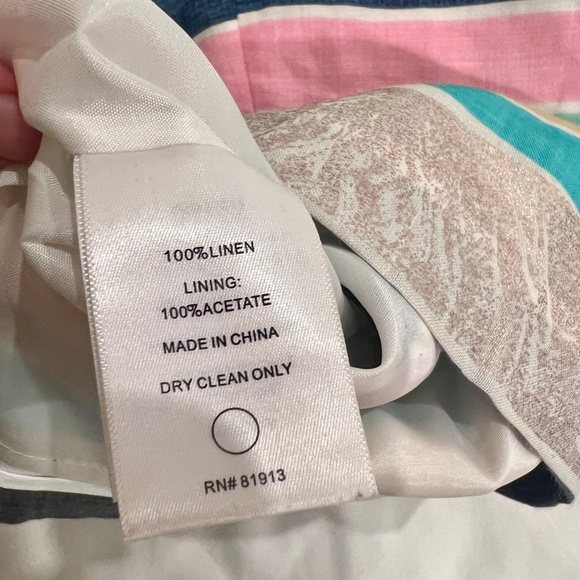 100%LINEN
LINING:
100%ACETATE
MADE IN CHINA
DRY CLEAN ONLY
RN# 81913